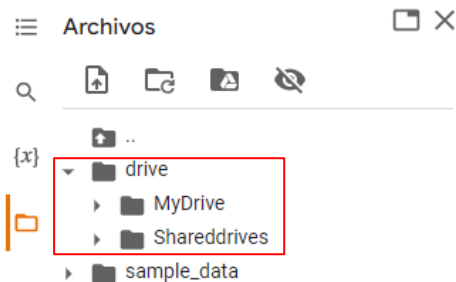 Archivos
..
{x}
drive
MyDrive
Shareddrives
sample_data